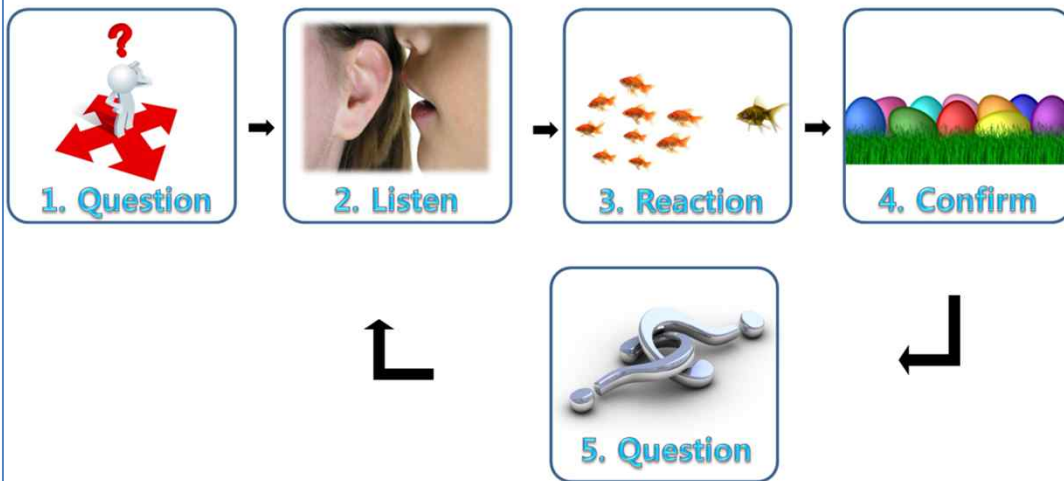 1. Question
2. Listen
3. Reaction
4. Confirm
5. Question